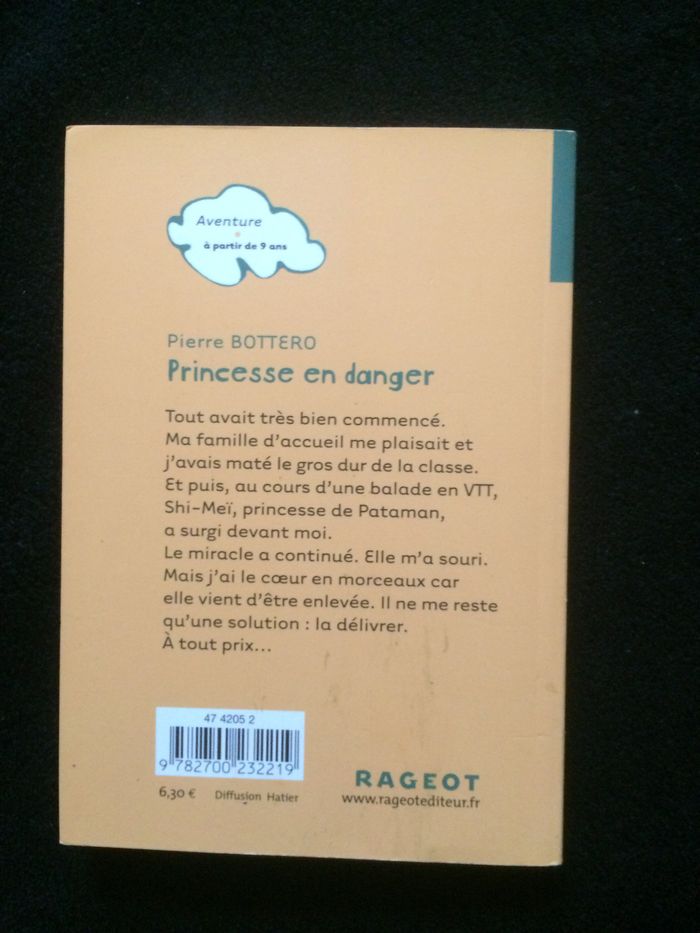 Aventure
à partir de 9 ans
Pierre BOTTERO
Princesse en danger
Tout avait très bien commencé.
Ma famille d'accueil me plaisait et
j'avais maté le gros dur de la classe.
Et puis, au cours d'une balade en VTT,
Shi-Meï, princesse de Pataman,
a surgi devant moi.
Le miracle a continué. Elle m'a souri.
Mais j'ai le cœur en morceaux car
elle vient d'être enlevée. Il ne me reste
qu'une solution : la délivrer.
À tout prix...
47 4205 2
9 782700 232219
6,30 € Diffusion Hatier
RAGEOT
www.rageotediteur.fr